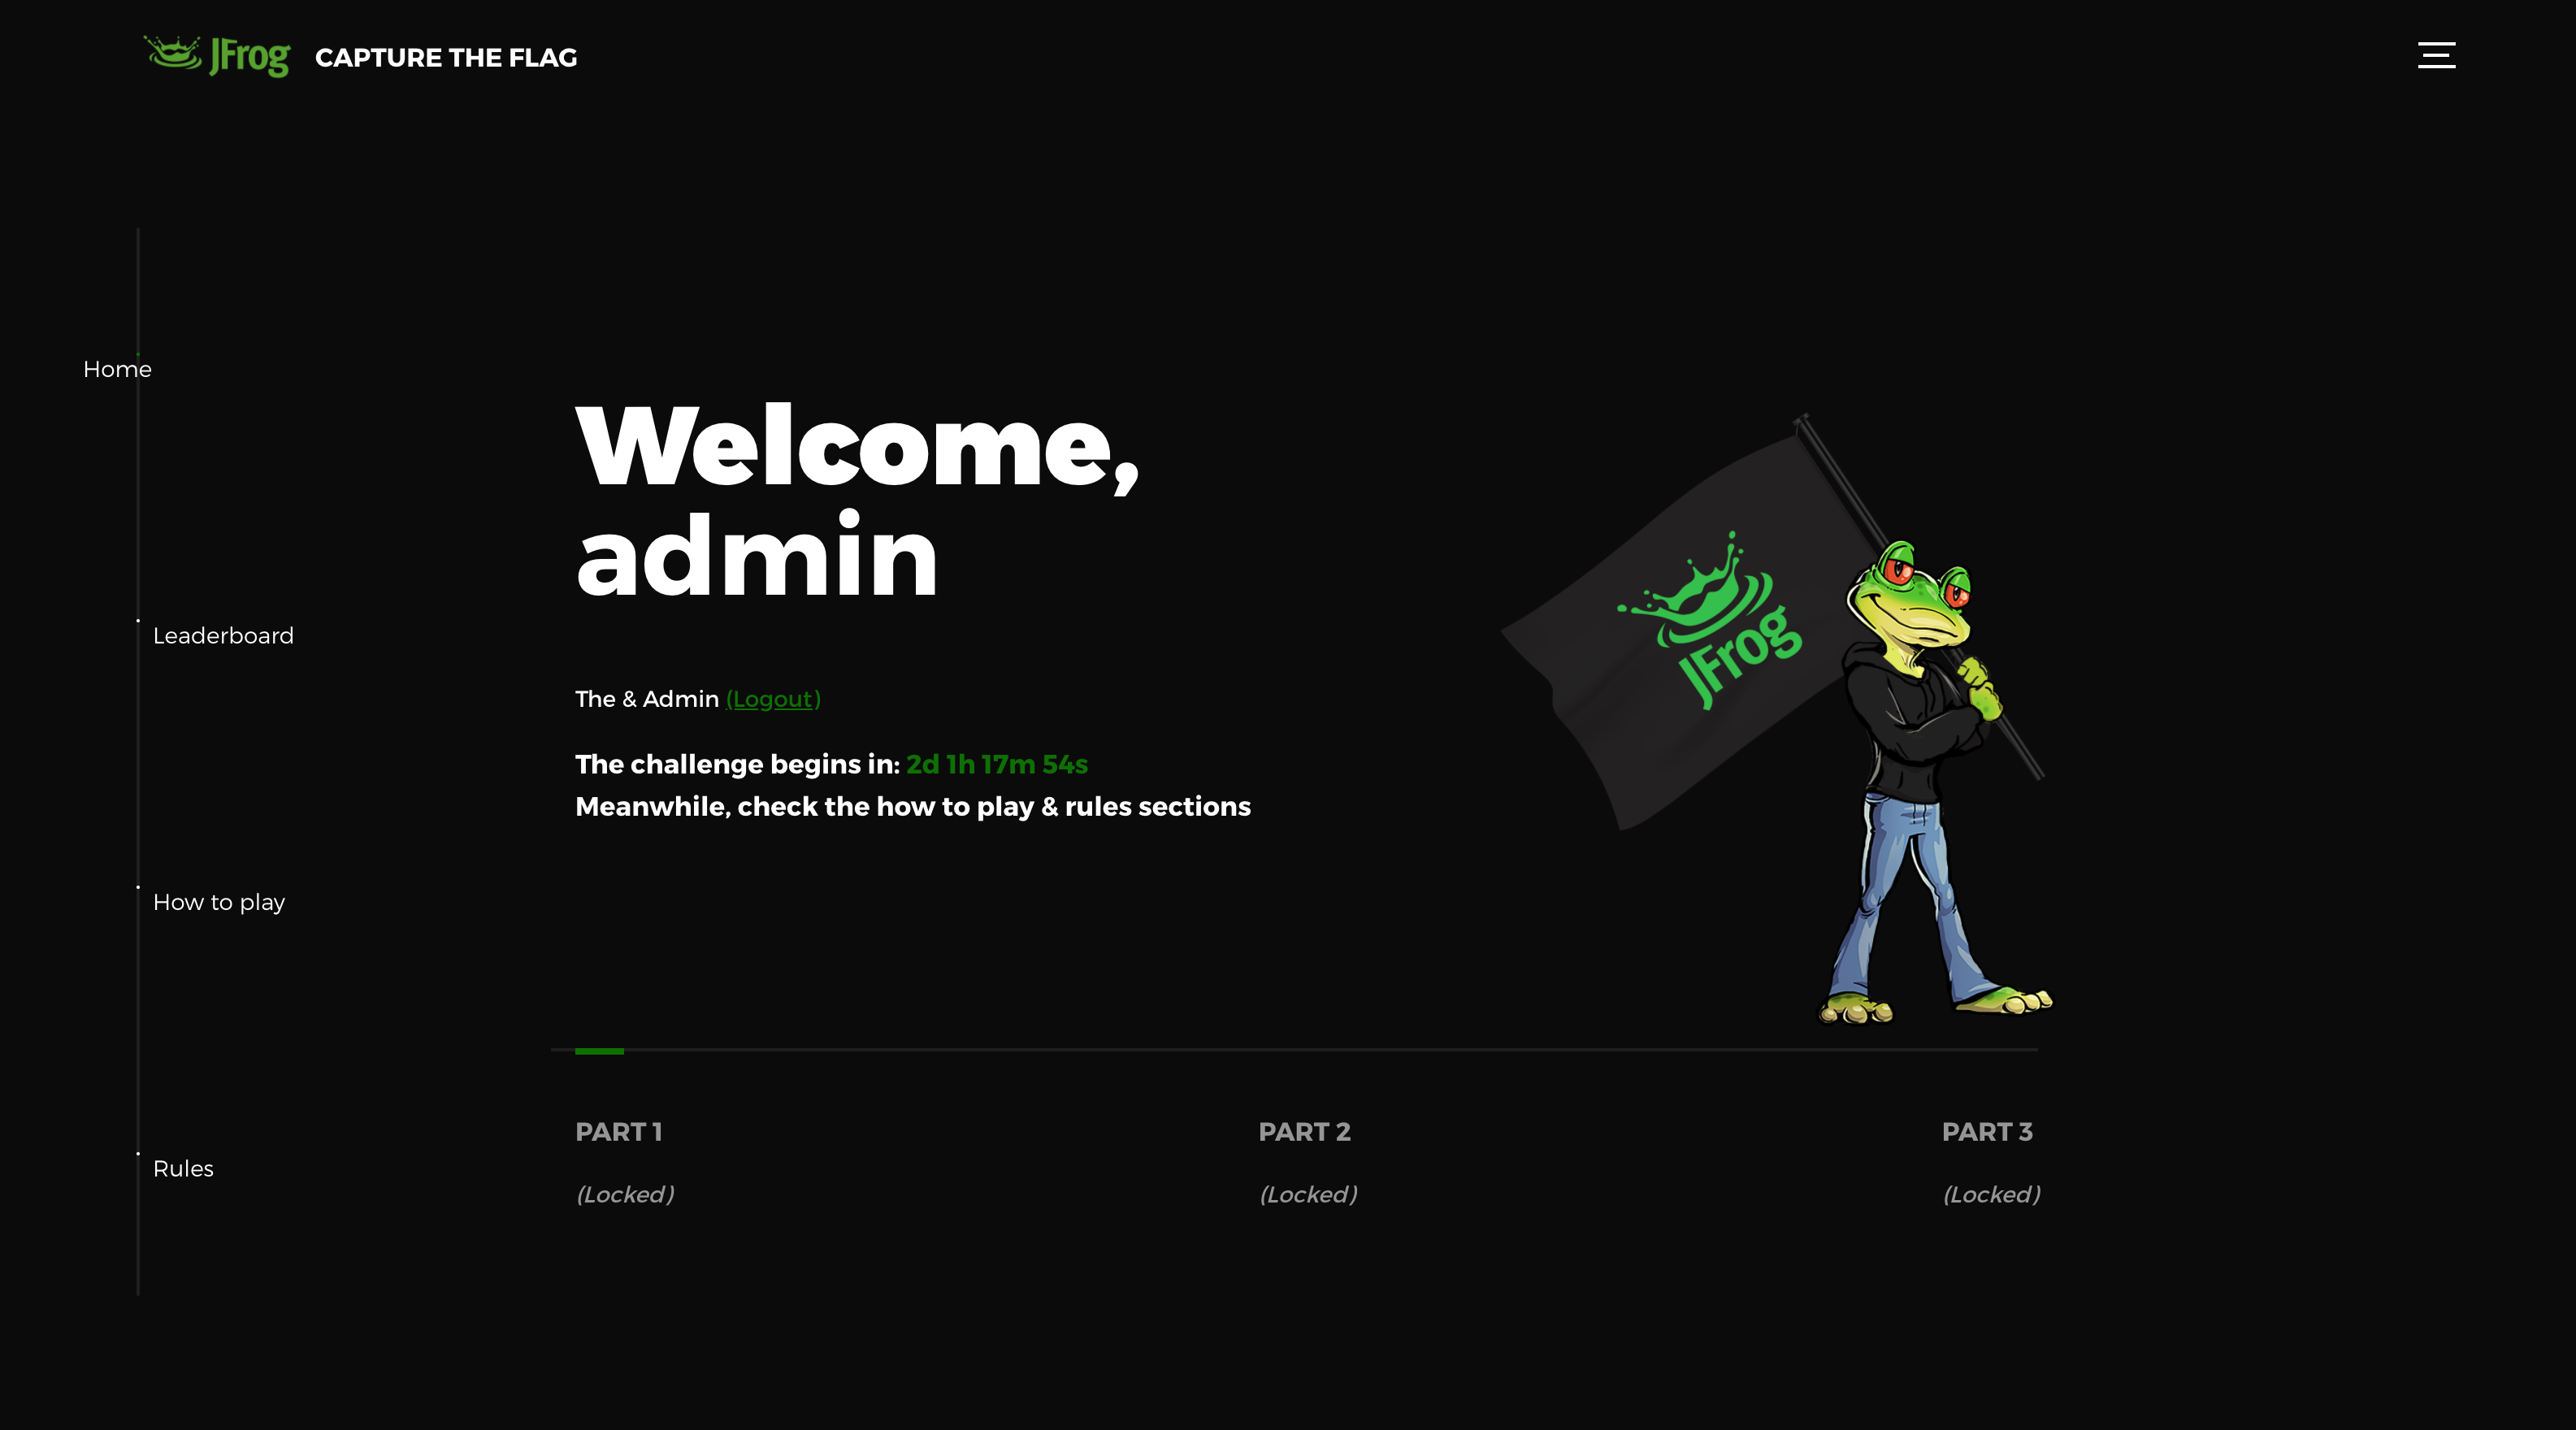 JFrog CAPTURE THE FLAG
Home
Leaderboard
How to play
Rules
Welcome,
admin
The & Admin (Logout)
The challenge begins in: 2d 1h 17m 54s
Meanwhile, check the how to play & rules sections
JFrog
PART 1
(Locked)
PART 2
(Locked)
PART 3
(Locked)